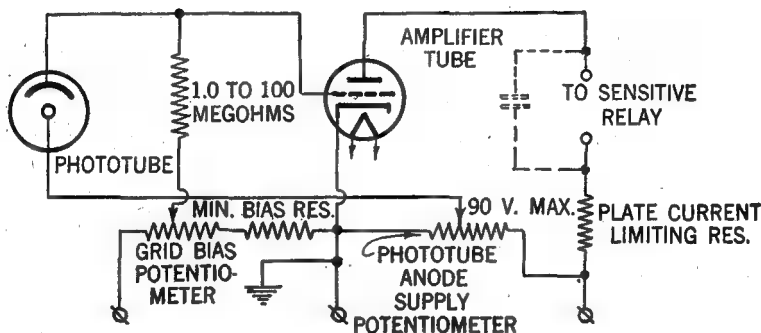 AMPLIFIER
TUBE
1.0 TO 100
MEGOHMS
TO SENSITIVE
RELAY
PHOTOTUBE
MIN. BIAS RES.
90 V. MAX.
PLATE CURRENT
LIMITING RES.
GRID BIAS
POTENTIO-
METER
PHOTOTUBE
ANODE
SUPPLY
POTENTIOMETER